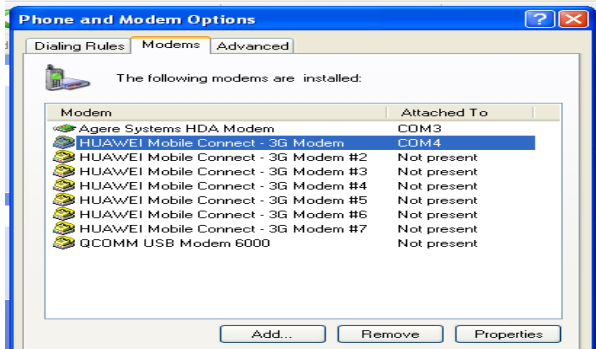 Phone and Modem Options
Dialing Rules Modems Advanced
The following modems are installed:
Modem Attached To
Agere Systems HDA Modem COM3
HUAWEI Mobile Connect - 3G Modem COM4
HUAWEI Mobile Connect - 3G Modem #2 Not present
HUAWEI Mobile Connect - 3G Modem #3 Not present
HUAWEI Mobile Connect - 3G Modem #4 Not present
HUAWEI Mobile Connect - 3G Modem #5 Not present
HUAWEI Mobile Connect - 3G Modem #6 Not present
HUAWEI Mobile Connect - 3G Modem #7 Not present
QCOMM USB Modem 6000 Not present
Add... Remove Properties